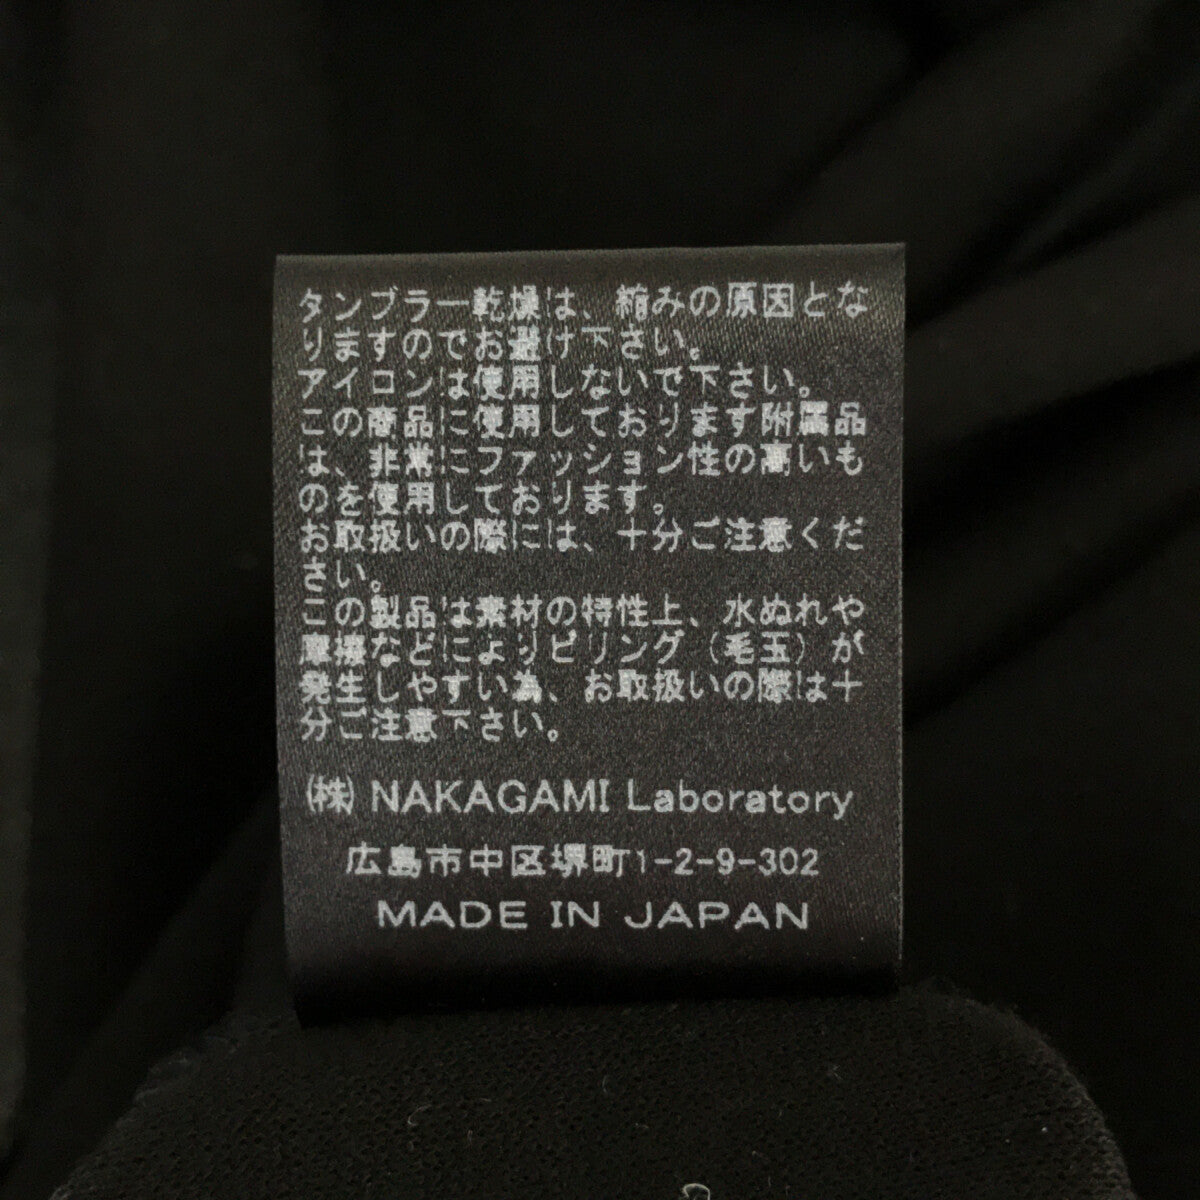 タンブラー乾燥は、縮みの原因とな
りますのでお避け下さい。
アイロンは使用しないで下さい。
この商品に使用しております附属品
は、非常にファッション性の高いも
のを使用しております。
お取扱いの際には、十分ご注意くだ
さい。
この製品は素材の特性上、水ぬれや
摩擦などによりピリング(毛玉)が
発生しやすい為、お取扱いの際は十
分ご注意下さい。
(株) NAKAGAMI Laboratory
広島市中区堺町1-2-9-302
MADE IN JAPAN